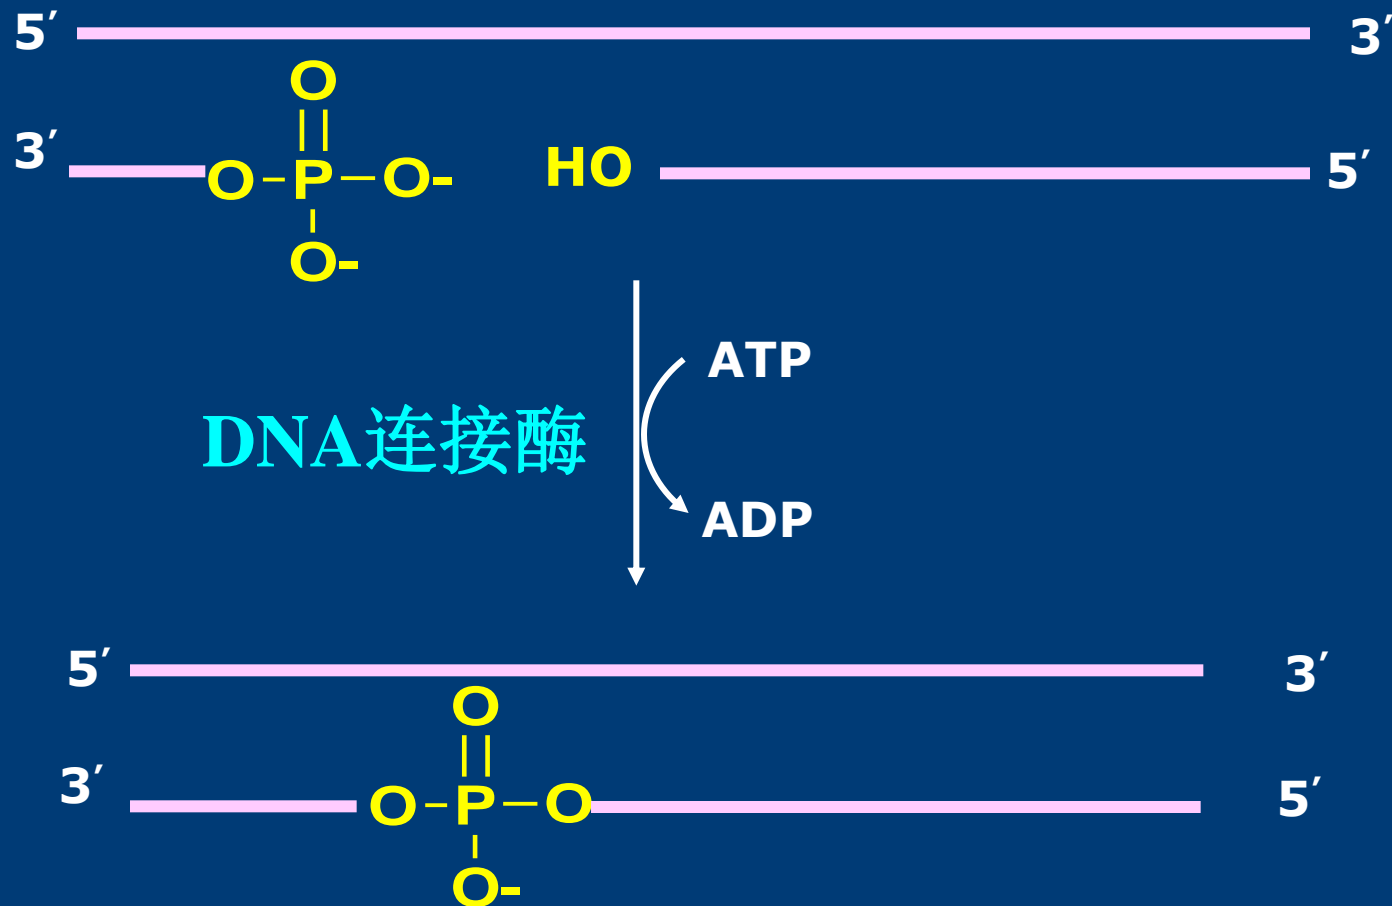 5′ 3′
O
3′ O P O- HO 5′
O-
ATP
DNA连接酶
ADP
5′ 3′
O
3′ O P O 5′
O-